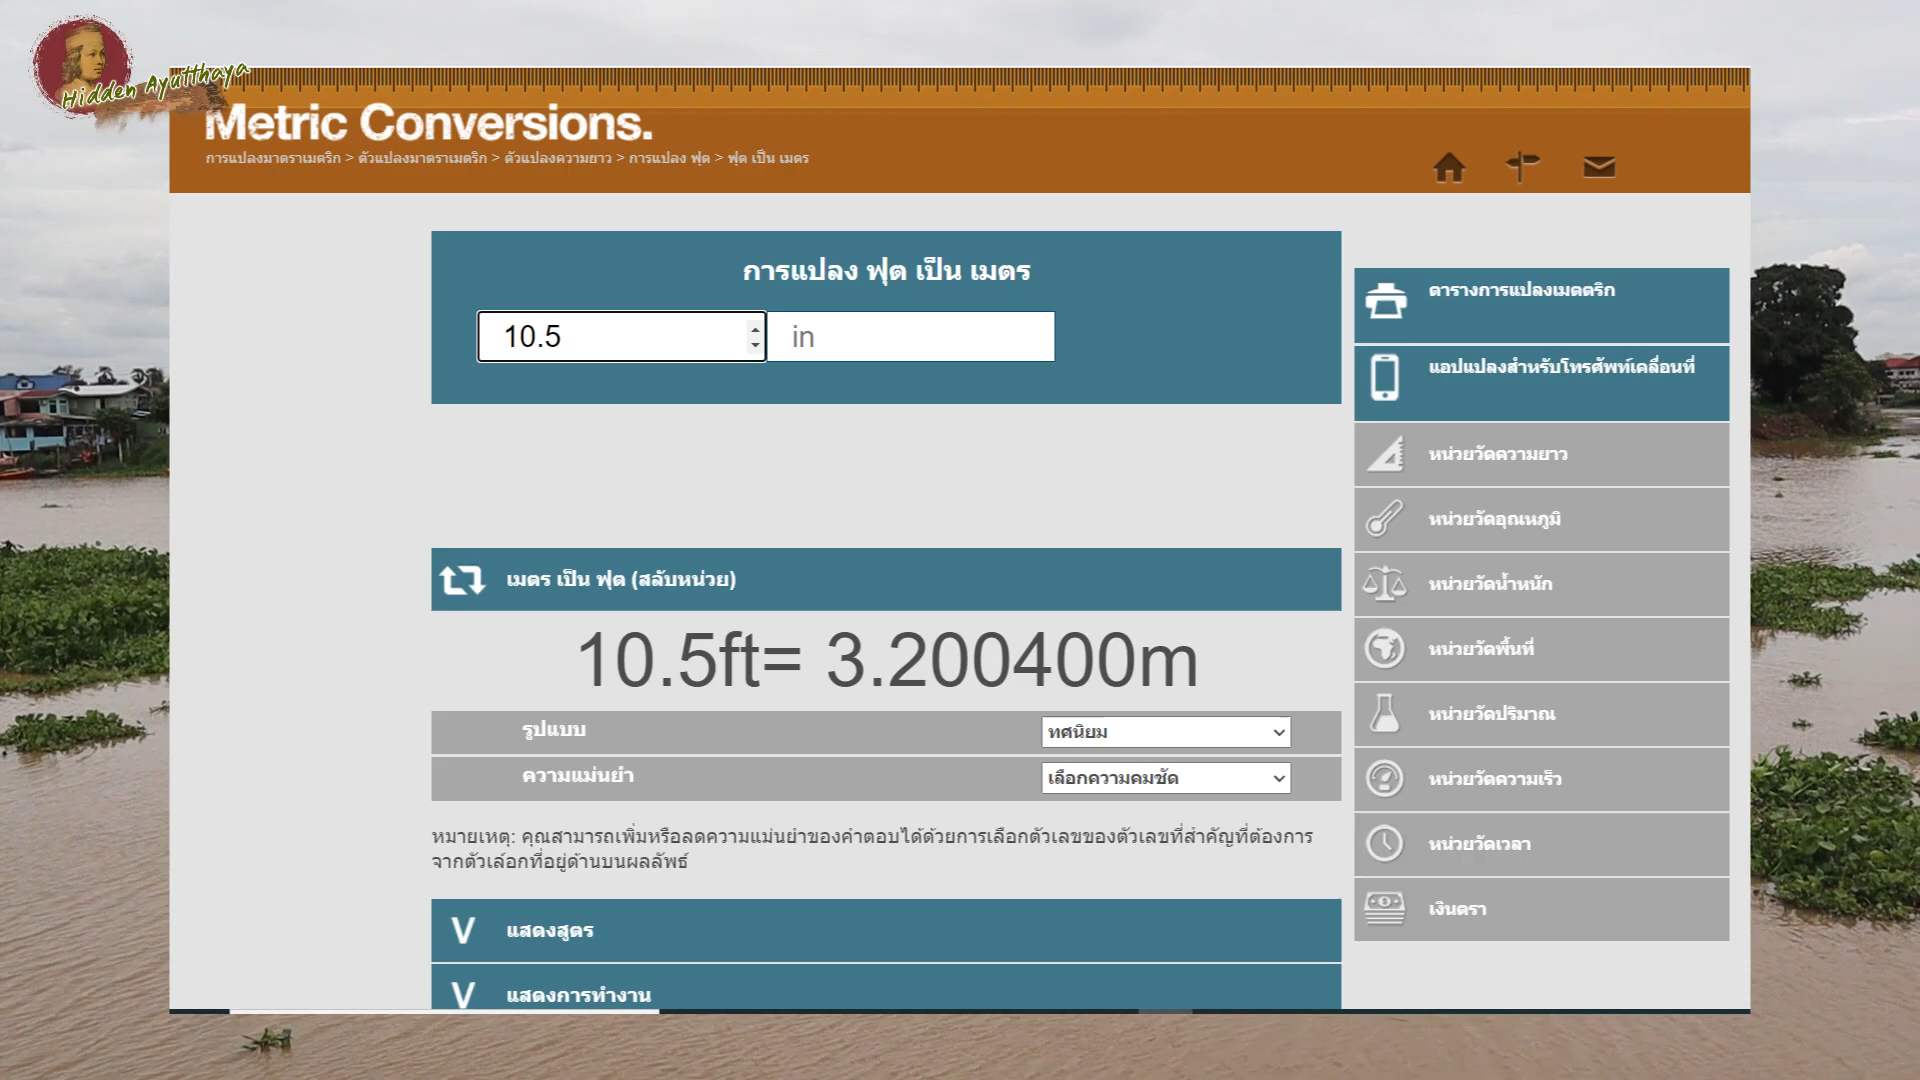 Hidden Ayutthaya
Metric Conversions.
การแปลงมาตราเมตริก > ตัวแปลงมาตราเมตริก > ตัวแปลงความยาว > การแปลง ฟุต > ฟุต เป็น เมตร
การแปลง ฟุต เป็น เมตร
10.5
in
เมตร เป็น ฟุต (สลับหน่วย)
10.5ft= 3.200400m
รูปแบบ
ทศนิยม
ความแม่นยำ
เลือกความคมชัด
หมายเหตุ: คุณสามารถเพิ่มหรือลดความแม่นยำของคำตอบได้ด้วยการเลือกตัวเลขของตัวเลขที่สำคัญที่ต้องการ
จากตัวเล้อกที่อยู่ด้านบนผลลัพธ์
V แสดงสูตร
V แสดงการทำงาน
ตารางการแปลงเมตตริก
แอปแปลงสำหรับโทรศัพท์เคลื่อนที่
หน่วยวัดความยาว
หน่วยวัดอุณหภูมิ
หน่วยวัดน้ำหนัก
หน่วยวัดพื้นที่
หน่วยวัดปริมาณ
หน่วยวัดความเร็ว
หน่วยวัดเวลา
เงินตรา